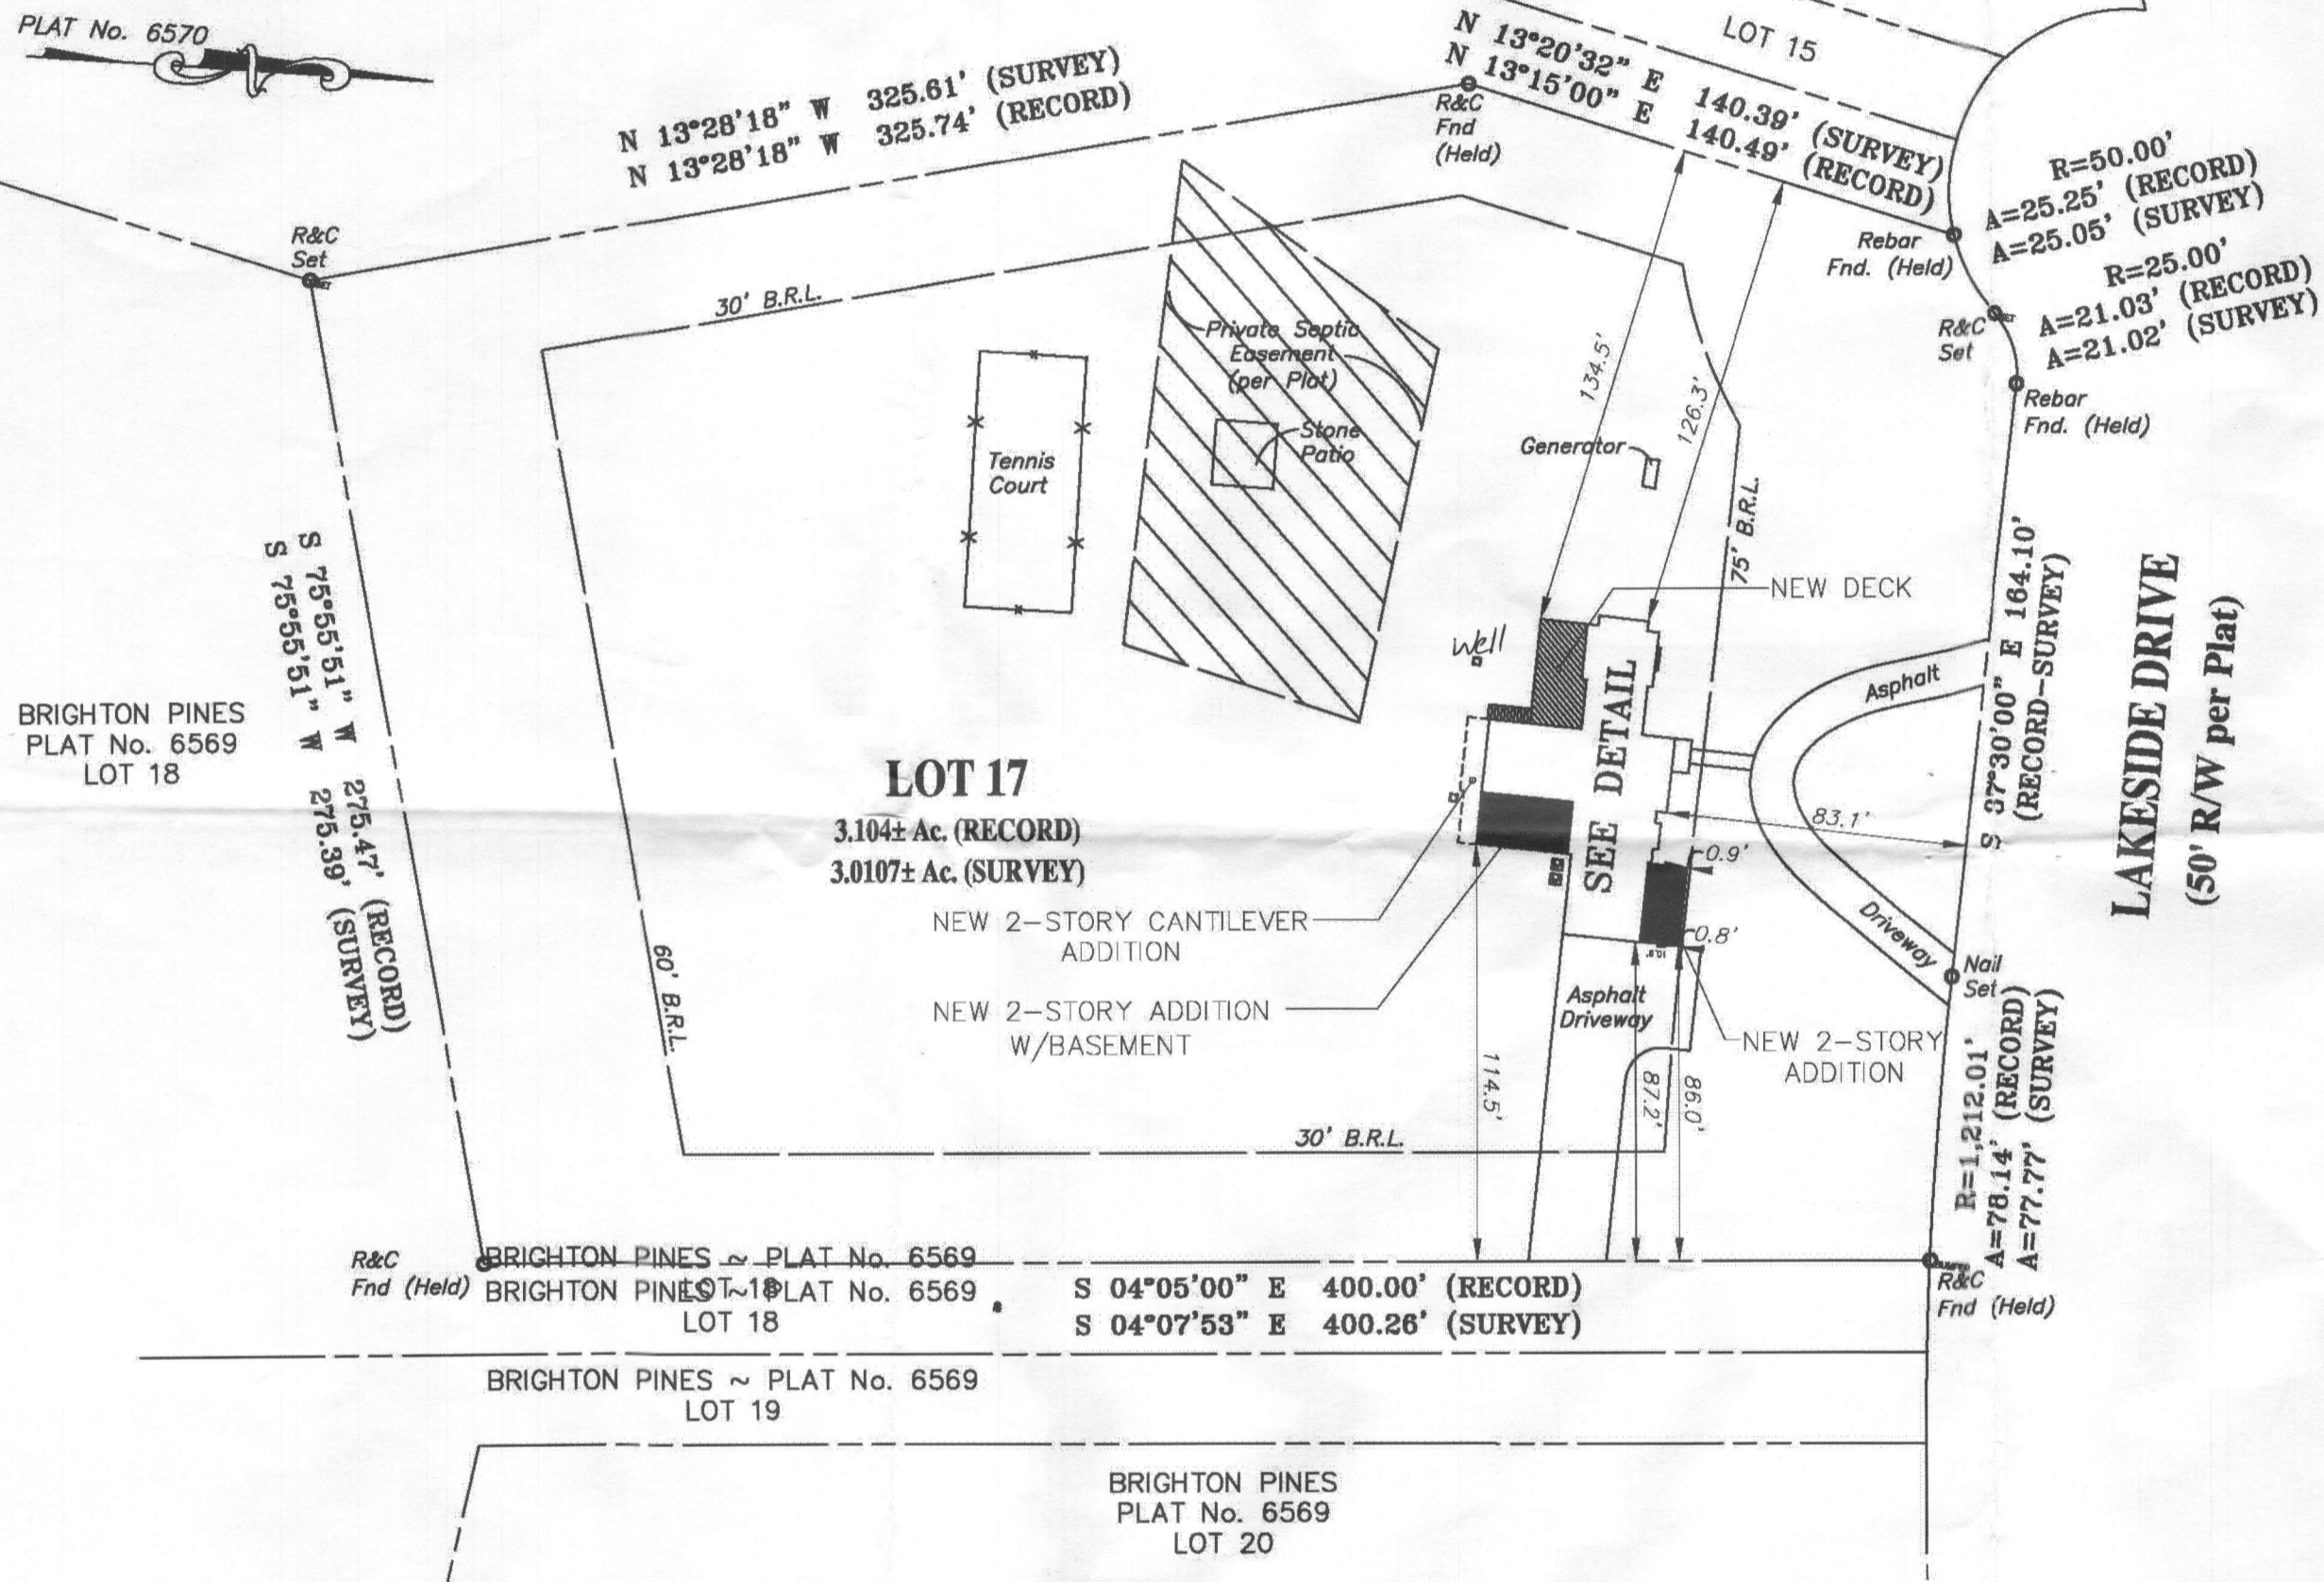 PLAT No. 6570
N 13°28'18" W 325.61' (SURVEY)
N 13°28'18" W 325.74' (RECORD)
N 13°20'32" E 140.39' (SURVEY)
N 13°15'00" E 140.49' (RECORD)
LOT 15
R&C
Fnd
(Held)
R=50.00'
A=25.25' (RECORD)
A=25.05' (SURVEY)
Rebar
Fnd. (Held)
R=25.00'
A=21.03' (RECORD)
A=21.02' (SURVEY)
R&C
Set
R&C
Set
Rebar
Fnd. (Held)
30' B.R.L.
Private Septic
Easement
(per Plat)
Stone
Patio
Tennis
Court
134.5'
126.3'
Generator
75' B.R.L.
NEW DECK
Well
S 75°55'51" W 275.47' (RECORD)
S 75°55'51" W 275.39' (SURVEY)
BRIGHTON PINES
PLAT No. 6569
LOT 18
LOT 17
3.104± Ac. (RECORD)
3.0107± Ac. (SURVEY)
SEE DETAIL
Asphalt
Driveway
83.1'
S 87°30'00" E 164.10'
(RECORD-SURVEY)
LAKESIDE DRIVE
(50' R/W per Plat)
0.9'
0.8'
10.9'
NEW 2-STORY CANTILEVER
ADDITION
NEW 2-STORY ADDITION
W/BASEMENT
60' B.R.L.
Asphalt
Driveway
NEW 2-STORY
ADDITION
Nail
Set
R=1,212.01'
A=78.14' (RECORD)
A=77.77' (SURVEY)
114.5'
87.2'
86.0'
30' B.R.L.
R&C
Fnd (Held)
BRIGHTON PINES ~ PLAT No. 6569
LOT 18
BRIGHTON PINES ~ PLAT No. 6569
LOT 18
S 04°05'00" E 400.00' (RECORD)
S 04°07'53" E 400.26' (SURVEY)
R&C
Fnd (Held)
BRIGHTON PINES ~ PLAT No. 6569
LOT 19
BRIGHTON PINES
PLAT No. 6569
LOT 20